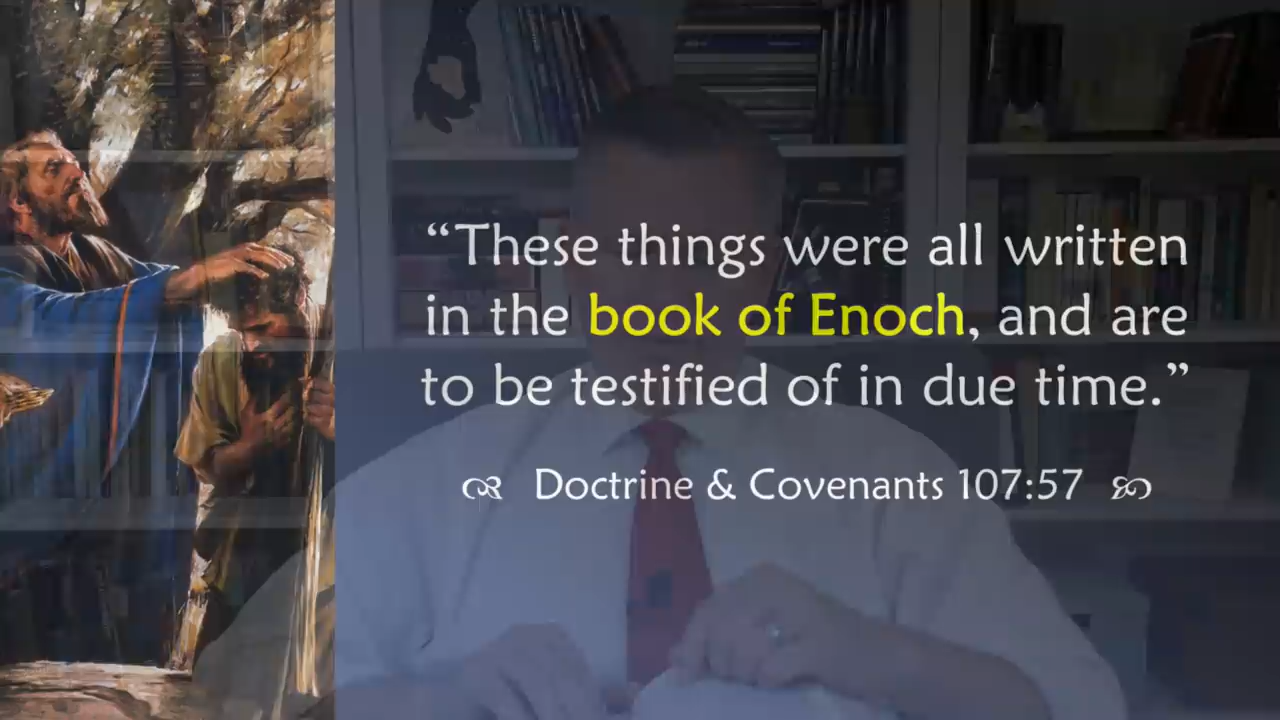 “These things were all written
in the book of Enoch, and are
to be testified of in due time.”
Doctrine & Covenants 107:57